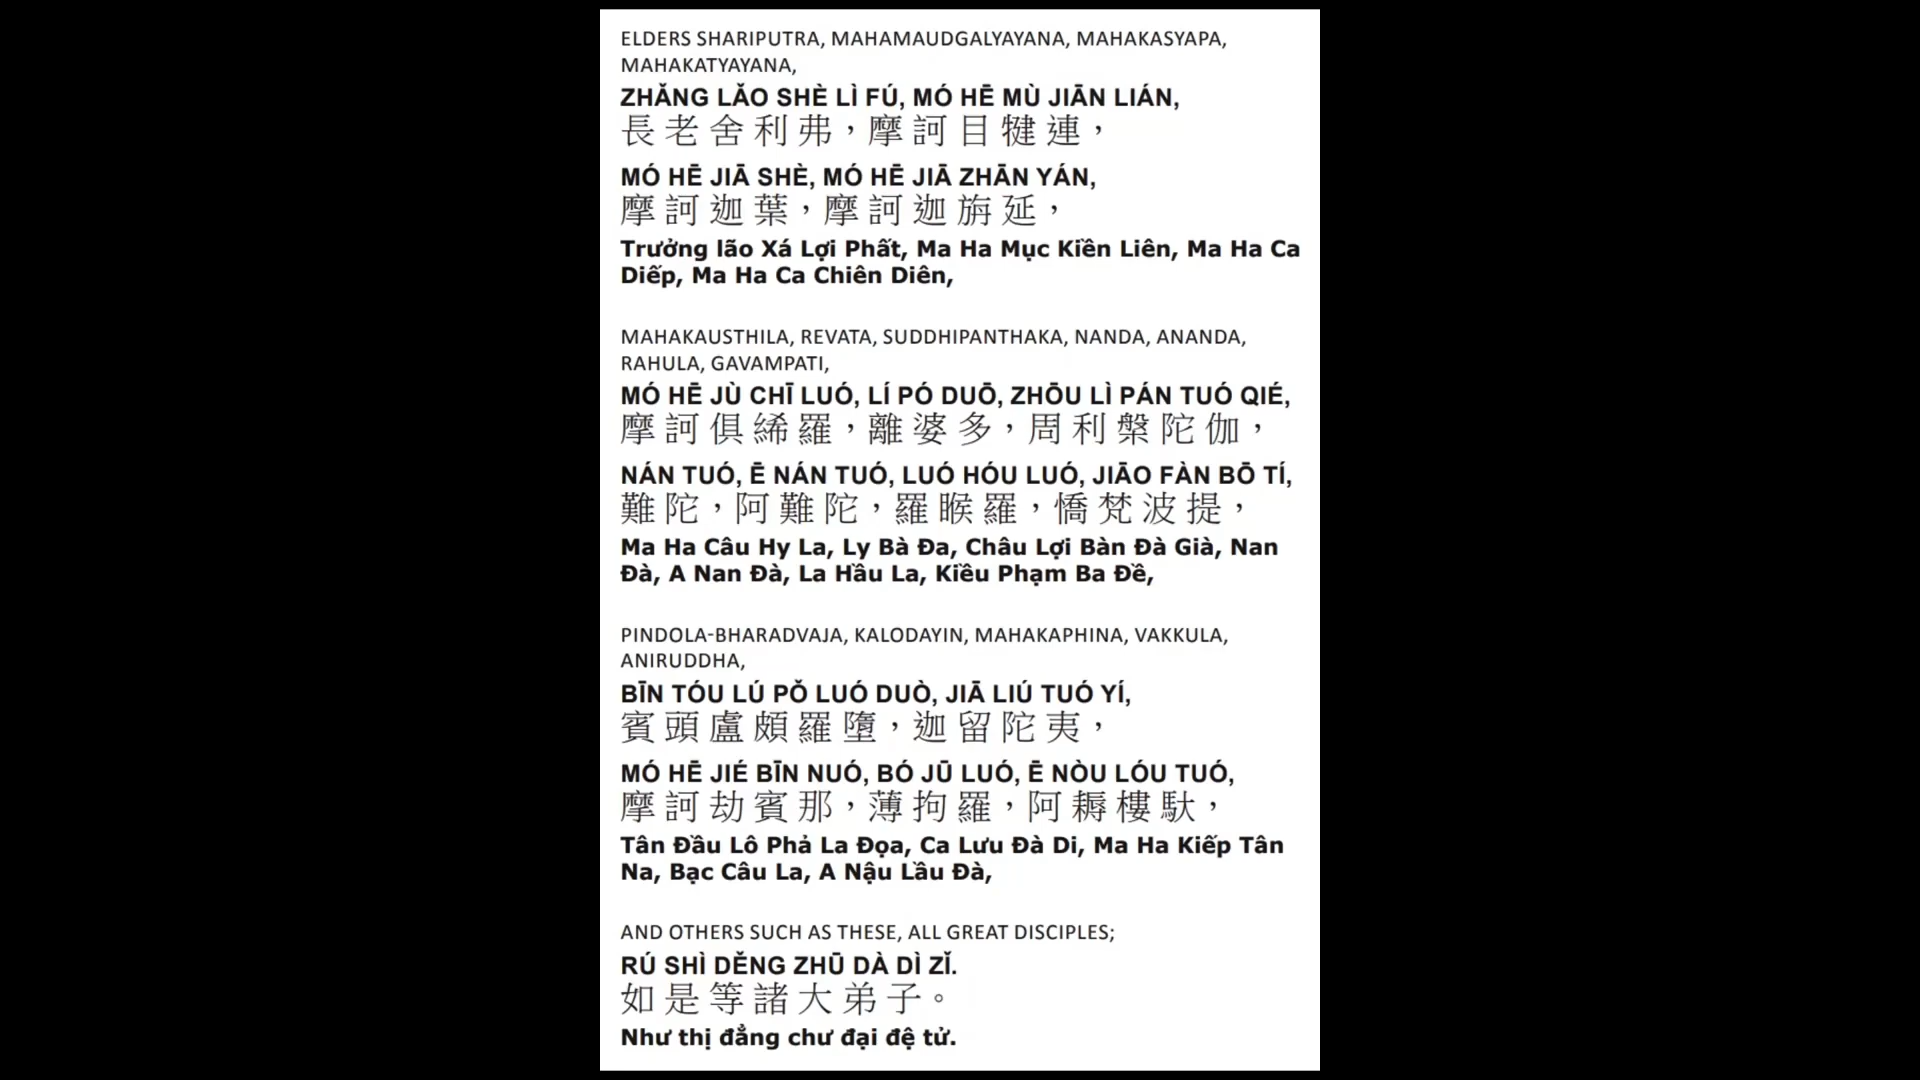 ELDERS SHARIPUTRA, MAHAMAUDGALYAYANA, MAHAKASYAPA,
MAHAKATYAYANA,
ZHǍNG LǍO SHÈ LÌ FÚ, MÓ HĒ MÙ JIĀN LIÁN,
長老舍利弗，摩訶目犍連，
MÓ HĒ JIĀ SHÈ, MÓ HĒ JIĀ ZHĀN YÁN,
摩訶迦葉，摩訶迦旃延，
Trưởng lão Xá Lợi Phất, Ma Ha Mục Kiền Liên, Ma Ha Ca
Diếp, Ma Ha Ca Chiên Diên,
MAHAKAUSTHILA, REVATA, SUDDHIPANTHAKA, NANDA, ANANDA,
RAHULA, GAVAMPATI,
MÓ HĒ JÙ CHĪ LUÓ, LÍ PÓ DUŌ, ZHŌU LÌ PÁN TUÓ QIÉ,
摩訶俱絺羅，離婆多，周利槃陀伽，
NÁN TUÓ, Ē NÁN TUÓ, LUÓ HÓU LUÓ, JIĀO FÀN BŌ TÍ,
難陀，阿難陀，羅睺羅，憍梵波提，
Ma Ha Câu Hy La, Ly Bà Đa, Châu Lợi Bàn Đà Già, Nan
Đà, A Nan Đà, La Hầu La, Kiều Phạm Ba Đề,
PINDOLA-BHARADVAJA, KALODAYIN, MAHAKAPHINA, VAKKULA,
ANIRUDDHA,
BĪN TÓU LÚ PǑ LUÓ DUÒ, JIĀ LIÚ TUÓ YÍ,
賓頭盧頗羅墮，迦留陀夷，
MÓ HĒ JIÉ BĪN NUÓ, BÓ JŪ LUÓ, Ē NÒU LÓU TUÓ,
摩訶劫賓那，薄拘羅，阿耨樓馱，
Tân Đầu Lô Phả La Đọa, Ca Lưu Đà Di, Ma Ha Kiếp Tân
Na, Bạc Câu La, A Nậu Lầu Đà,
AND OTHERS SUCH AS THESE, ALL GREAT DISCIPLES;
RÚ SHÌ DĚNG ZHŪ DÀ DÌ ZǏ.
如是等諸大弟子。
Như thị đẳng chư đại đệ tử.